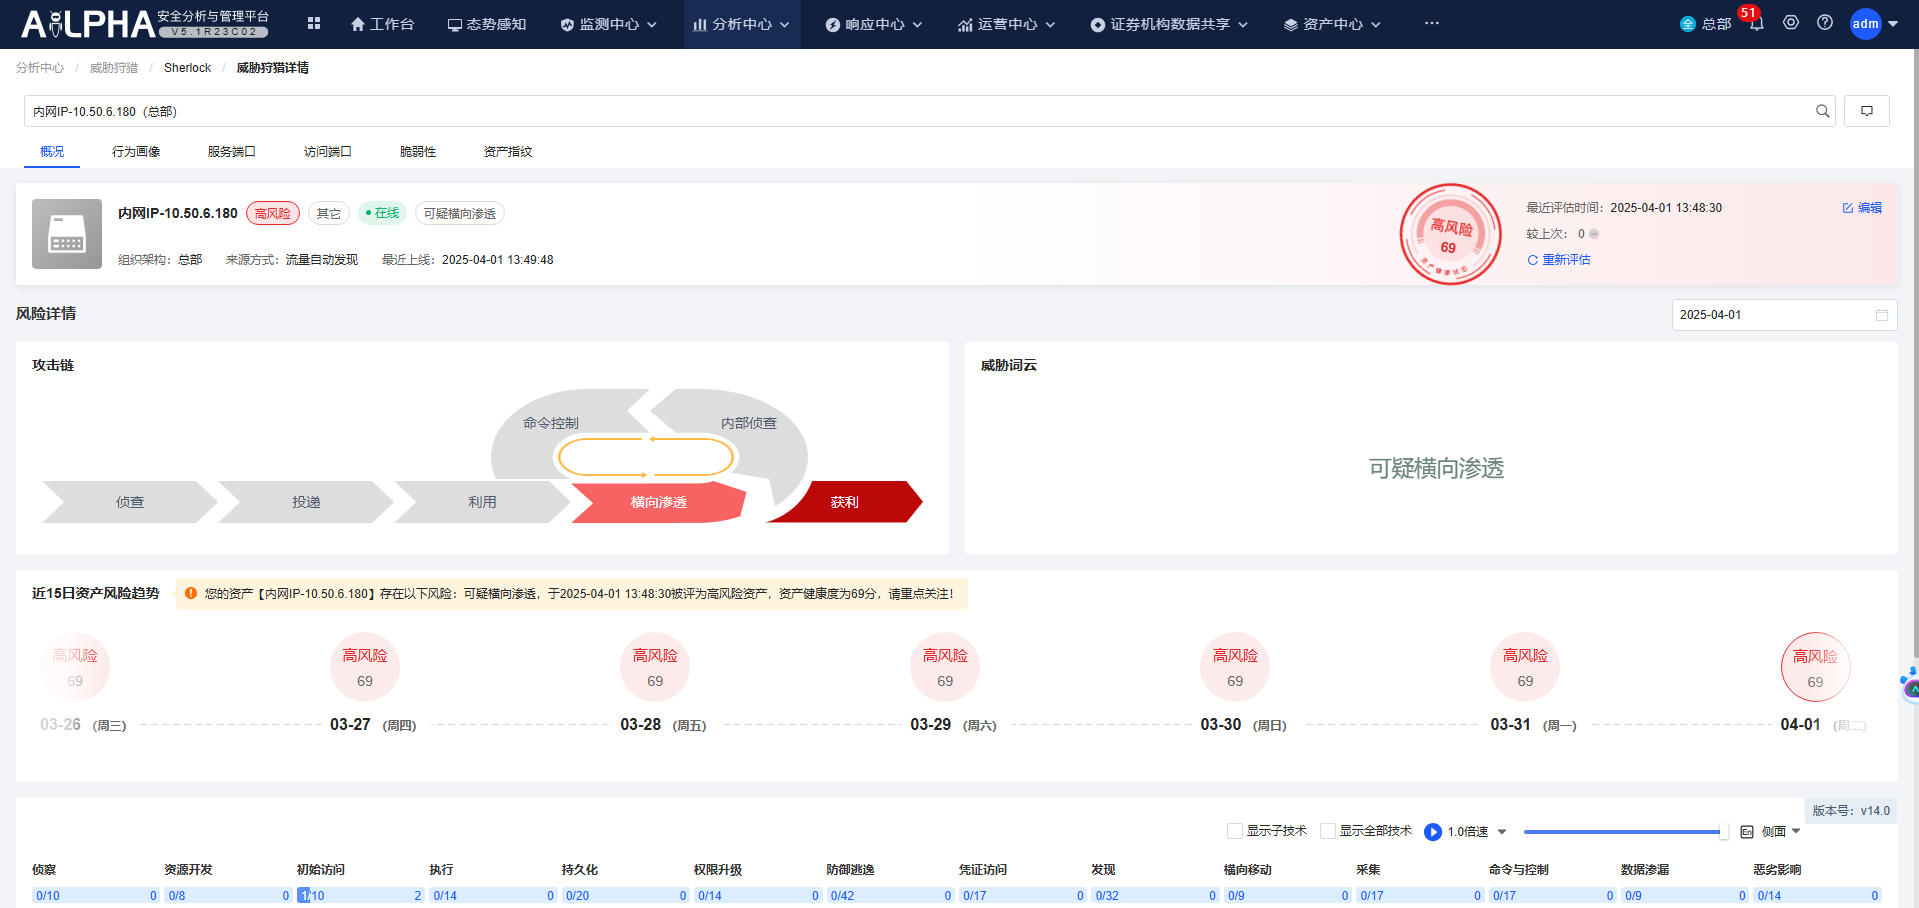 AiLPHA 安全分析与管理平台 V5.1R23C02
工作台 态势感知 监测中心 分析中心 响应中心 运营中心 证券机构数据共享 资产中心 ··· 全 总部 51 adm
分析中心 / 威胁狩猎 / Sherlock / 威胁狩猎详情
内网IP-10.50.6.180（总部）
概况 行为画像 服务端口 访问端口 脆弱性 资产指纹
内网IP-10.50.6.180 高风险 其它 在线 可疑横向渗透
组织架构：总部 来源方式：流量自动发现 最近上线：2025-04-01 13:49:48
高风险
69
资产健康状态
最近评估时间：2025-04-01 13:48:30
较上次：0
重新评估
编辑
风险详情
2025-04-01
攻击链
命令控制 内部侦查
侦查 投递 利用 横向渗透 获利
威胁词云
可疑横向渗透
近15日资产风险趋势
您的资产【内网IP-10.50.6.180】存在以下风险：可疑横向渗透，于2025-04-01 13:48:30被评为高风险资产，资产健康度为69分，请重点关注！
高风险 高风险 高风险 高风险 高风险 高风险 高风险
69 69 69 69 69 69 69
03-26（周三） 03-27（周四） 03-28（周五） 03-29（周六） 03-30（周日） 03-31（周一） 04-01（周二）
版本号：v14.0
显示子技术 显示全部技术 1.0倍速 En 侧面
侦察 资源开发 初始访问 执行 持久化 权限升级 防御逃逸 凭证访问 发现 横向移动 采集 命令与控制 数据渗漏 恶劣影响
0/10 0 0/8 0 1/10 2 0/14 0 0/20 0 0/14 0 0/42 0 0/17 0 0/32 0 0/9 0 0/17 0 0/17 0 0/9 0 0/14 0